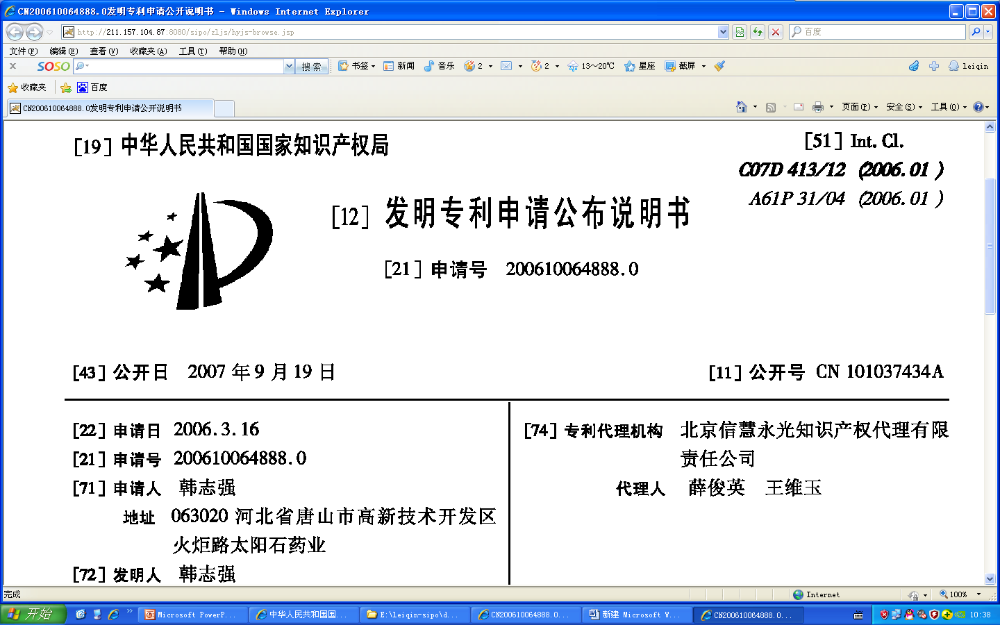 CN200610064888.0发明专利申请公开说明书 - Windows Internet Explorer
http://211.157.104.87:8080/sipo/zljs/hyjs-browse.jsp
百度
文件(F) 编辑(E) 查看(V) 收藏夹(A) 工具(T) 帮助(H)
x SOSO 搜索 书签 新闻 音乐 2 2 13~20℃ 星座 截屏 leiqin
收藏夹 百度
CN200610064888.0发明专利申请公开说明书 页面(P) 安全(S) 工具(O)
[19] 中华人民共和国国家知识产权局
[51] Int. Cl.
C07D 413/12 (2006.01)
A61P 31/04 (2006.01)
[12] 发明专利申请公布说明书
[21] 申请号 200610064888.0
[43] 公开日 2007 年 9 月 19 日
[11] 公开号 CN 101037434A
[22] 申请日 2006.3.16
[21] 申请号 200610064888.0
[71] 申请人 韩志强
地址 063020 河北省唐山市高新技术开发区
火炬路太阳石药业
[72] 发明人 韩志强
[74] 专利代理机构 北京信慧永光知识产权代理有限
责任公司
代理人 薛俊英 王维玉
完成 Internet 100%
开始 Microsoft PowerP... 中华人民共和国国... E:\leiqin-sipo\d... CN200610064888.0... 新建 Microsoft W... CN200610064888.0... 10:38